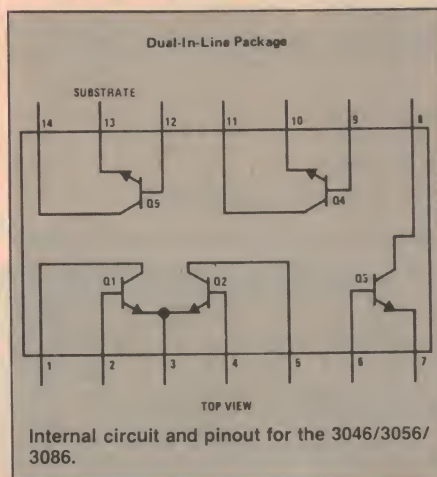 Dual-In-Line Package
SUBSTRATE
14 13 12 11 10 9 8
Q5 Q4
Q1 Q2 Q3
1 2 3 4 5 6 7
TOP VIEW
Internal circuit and pinout for the 3046/3056/
3086.